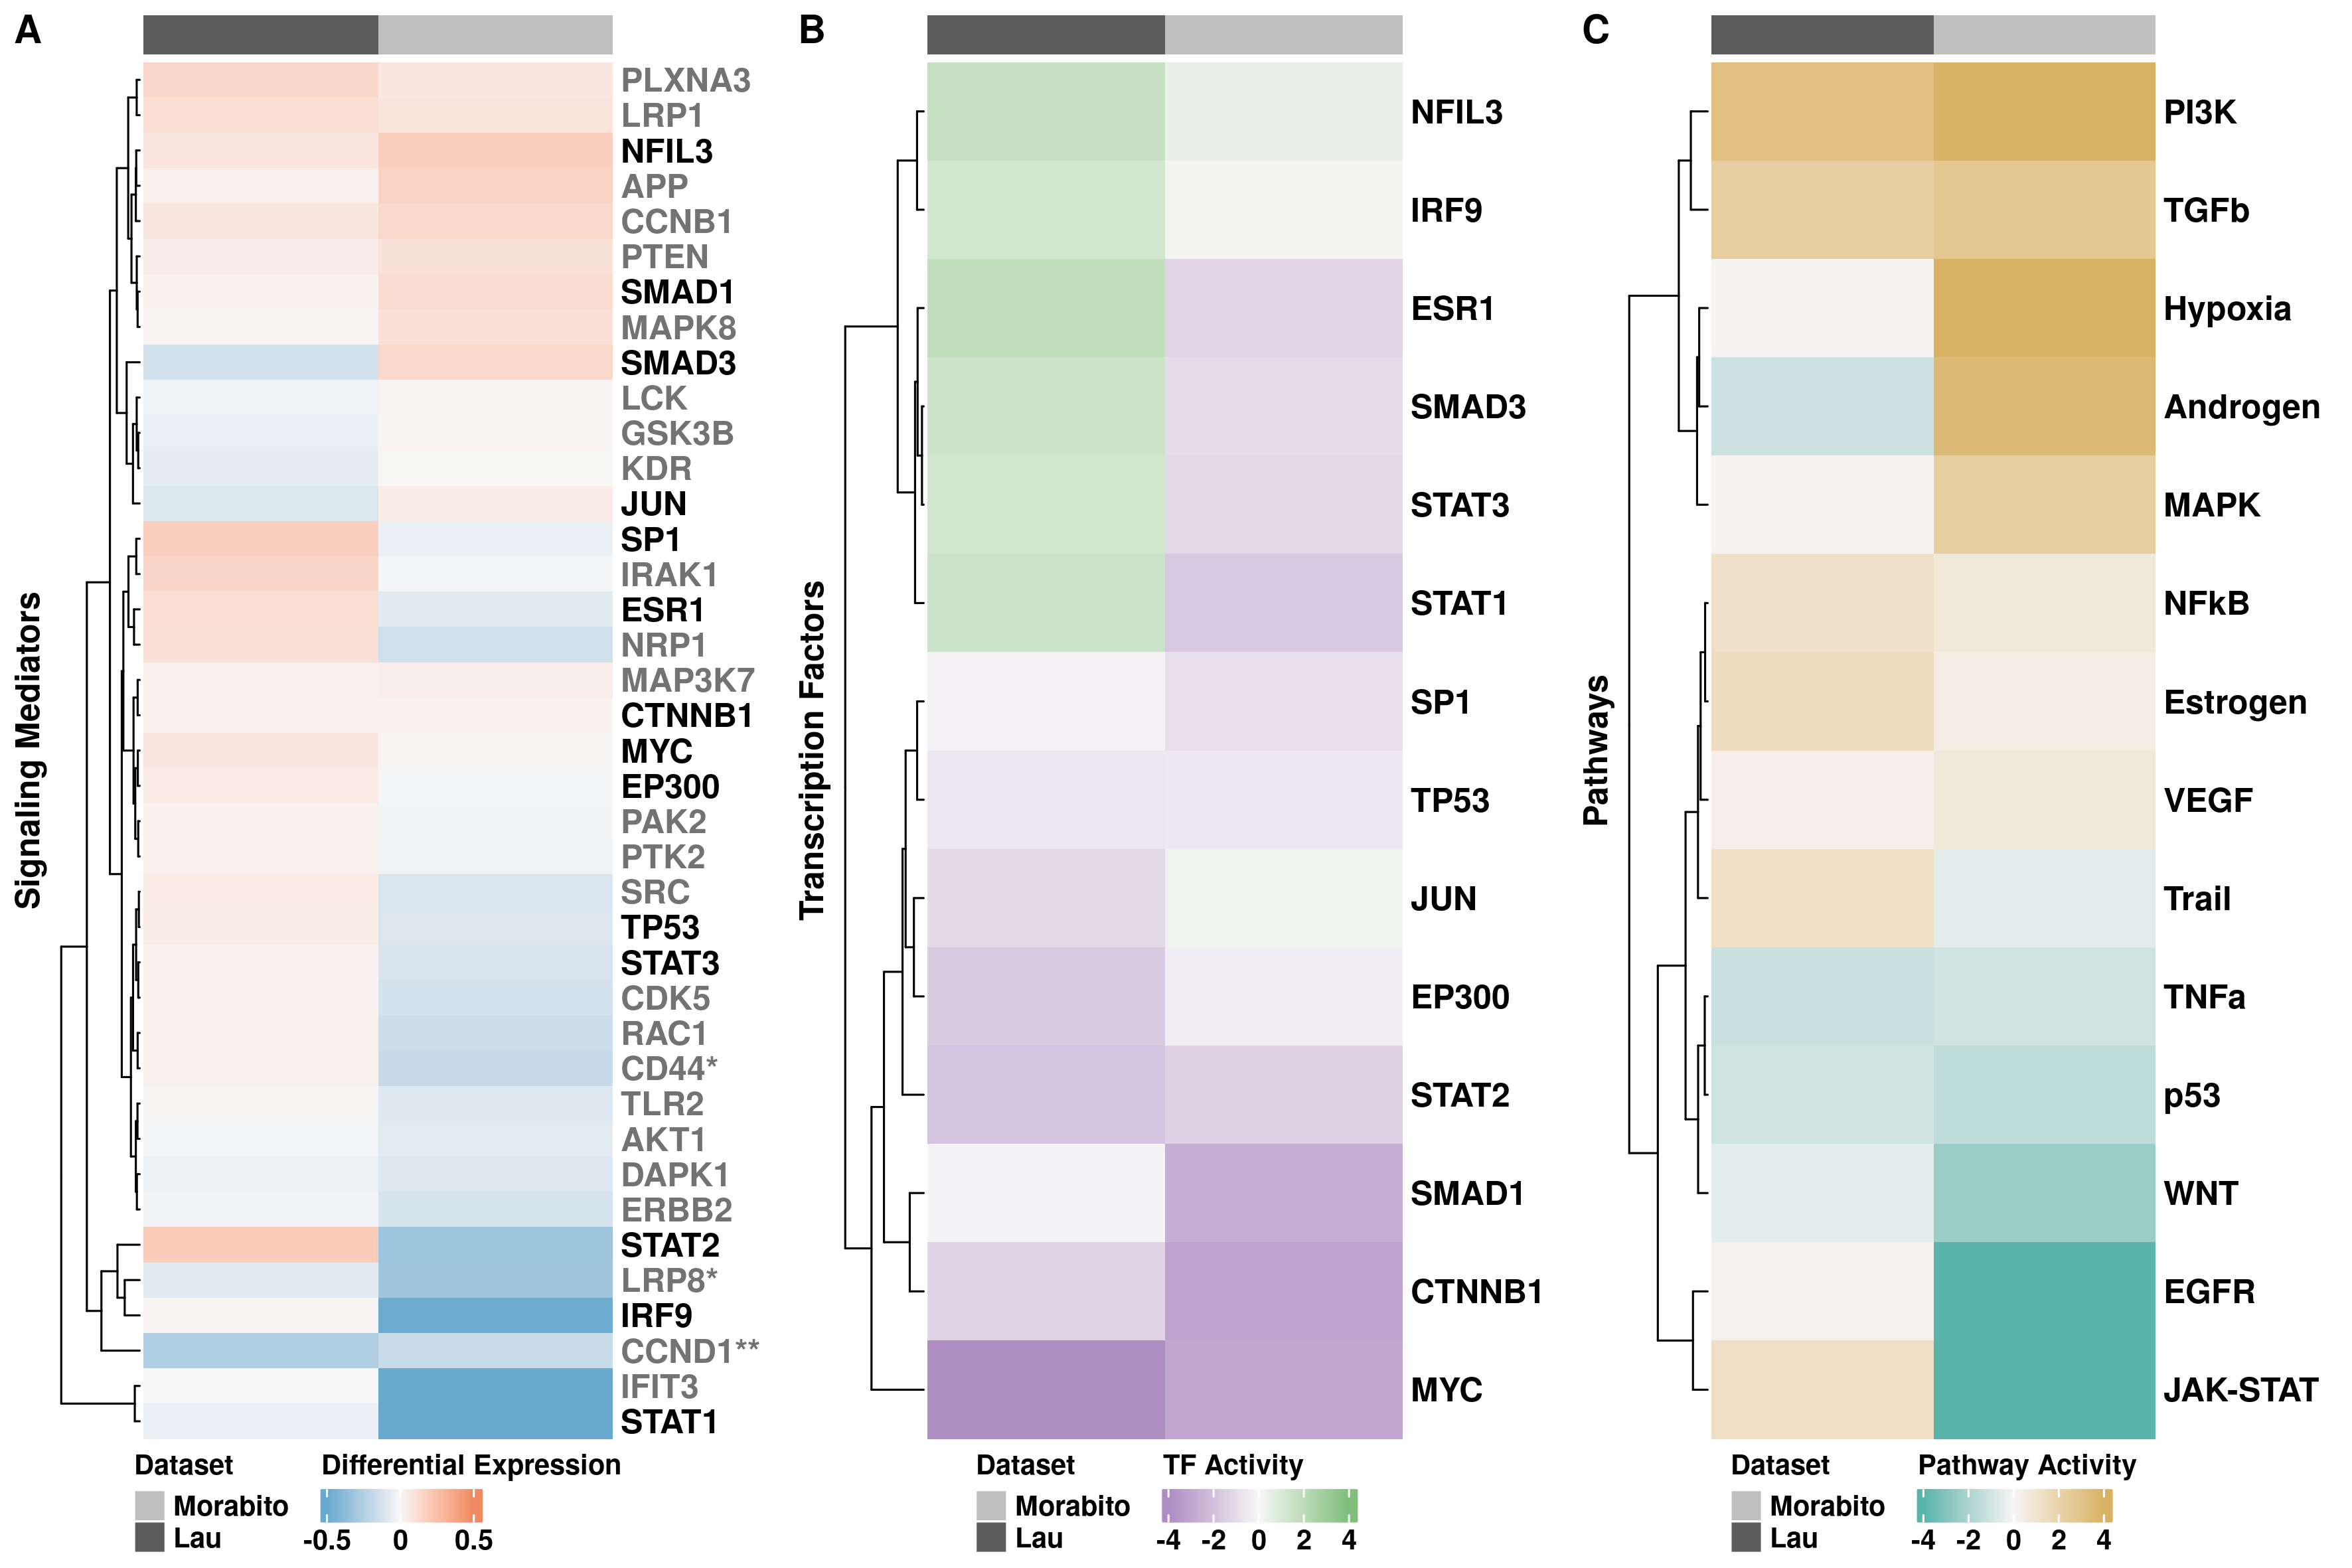 A
PLXNA3
LRP1
NFIL3
APP
CCNB1
PTEN
SMAD1
MAPK8
SMAD3
LCK
GSK3B
KDR
JUN
SP1
IRAK1
ESR1
NRP1
MAP3K7
CTNNB1
MYC
EP300
PAK2
PTK2
SRC
TP53
STAT3
CDK5
RAC1
CD44*
TLR2
AKT1
DAPK1
ERBB2
STAT2
LRP8*
IRF9
CCND1**
IFIT3
STAT1
Signaling Mediators
Dataset
Morabito
Lau
Differential Expression
-0.5 0 0.5
B
NFIL3
IRF9
ESR1
SMAD3
STAT3
STAT1
SP1
TP53
JUN
EP300
STAT2
SMAD1
CTNNB1
MYC
Transcription Factors
Dataset
Morabito
Lau
TF Activity
-4 -2 0 2 4
C
PI3K
TGFb
Hypoxia
Androgen
MAPK
NFkB
Estrogen
VEGF
Trail
TNFa
p53
WNT
EGFR
JAK-STAT
Pathways
Dataset
Morabito
Lau
Pathway Activity
-4 -2 0 2 4